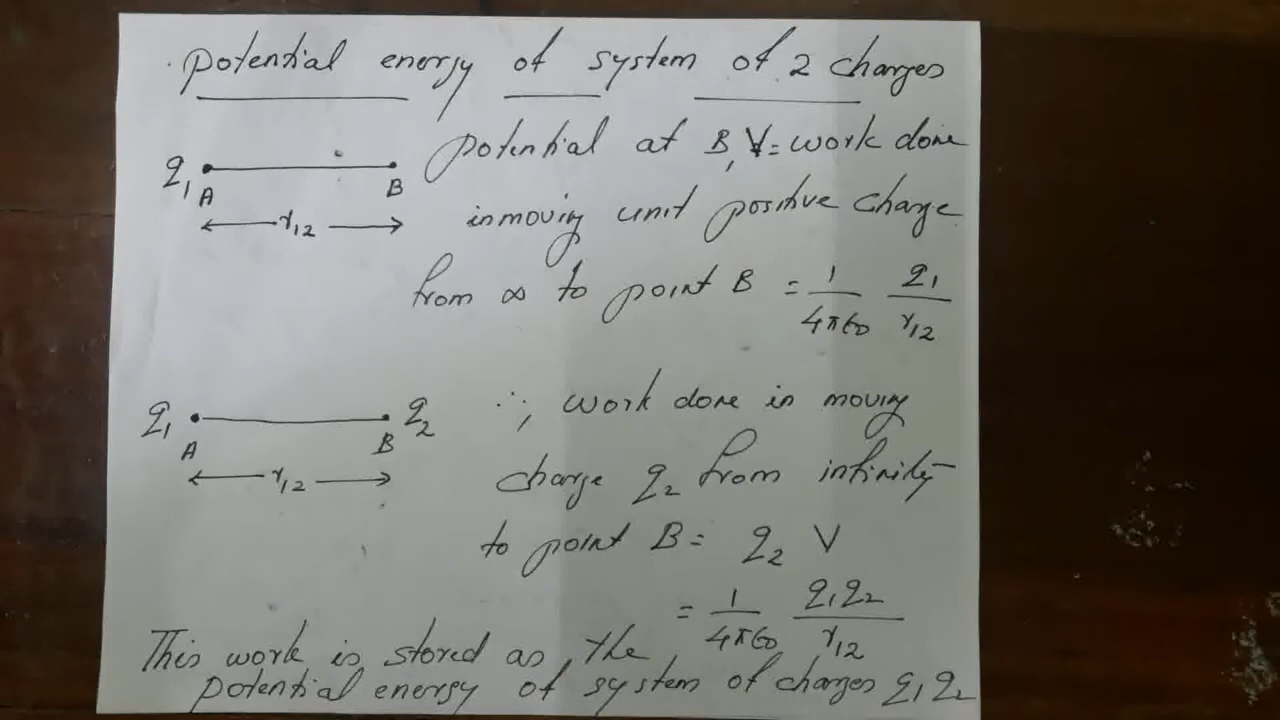 potential energy of system of 2 charges
potential at B, V = work done
q₁ A B
in moving unit positive charge
r₁₂
from ∞ to point B = 1/4πϵ₀ q₁/r₁₂
∴, work done in moving
q₁ A B q₂
charge q₂ from infinity
r₁₂
to point B = q₂ V
= 1/4πϵ₀ q₁q₂/r₁₂
This work is stored as the
potential energy of system of charges q₁ q₂